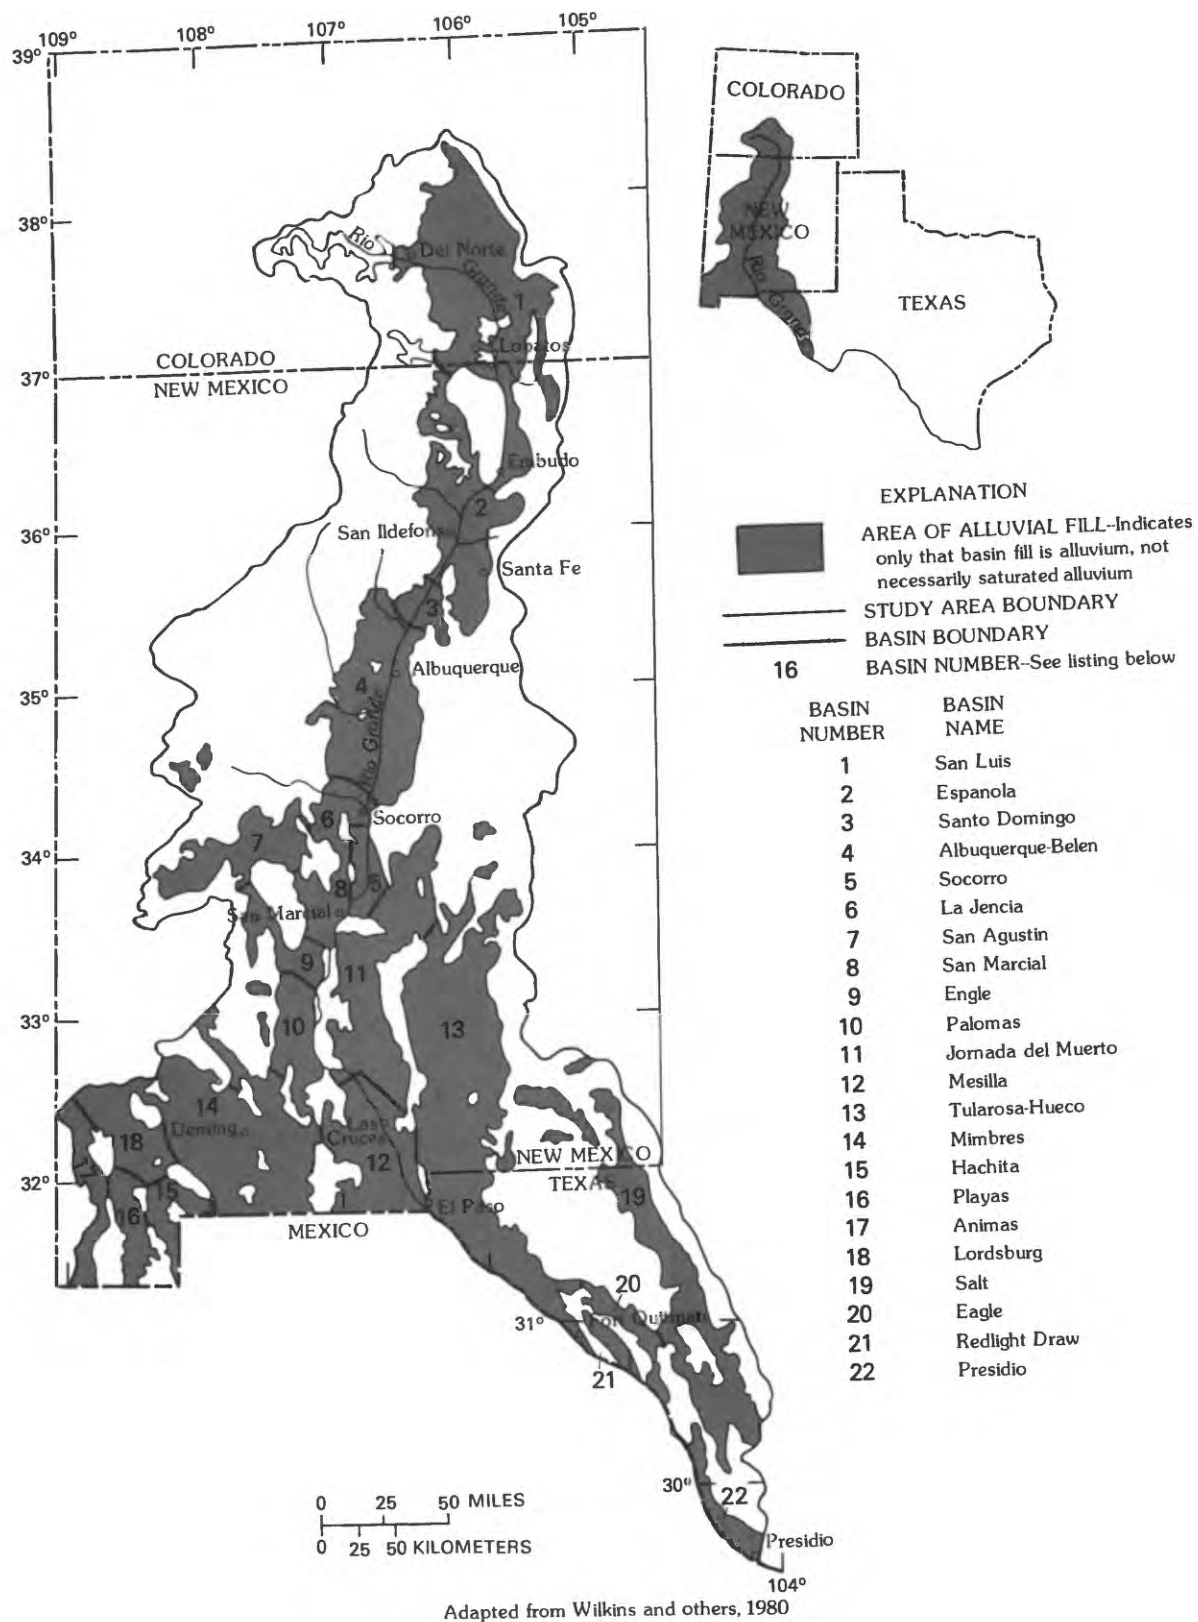 109° 108° 107° 106° 105°
39°
38°
37°
36°
35°
34°
33°
32°
31°
30°
104°
Rio Grande
Del Norte
1
Lobatos
COLORADO
NEW MEXICO
Embudo
2
San Ildefonso
Santa Fe
3
Albuquerque
4
Rio Grande
6
Socorro
7
8
5
San Marcial
9
11
10
13
14
Deming
Las
Cruces
18
12
17
15
16
NEW MEXICO
TEXAS
19
El Paso
MEXICO
20
Fort Quitman
21
22
Presidio
0 25 50 MILES
0 25 50 KILOMETERS
COLORADO
NEW
MEXICO
Rio Grande
TEXAS
EXPLANATION
AREA OF ALLUVIAL FILL--Indicates
only that basin fill is alluvium, not
necessarily saturated alluvium
STUDY AREA BOUNDARY
BASIN BOUNDARY
16 BASIN NUMBER--See listing below
BASIN NUMBER BASIN NAME
1 San Luis
2 Espanola
3 Santo Domingo
4 Albuquerque-Belen
5 Socorro
6 La Jencia
7 San Agustin
8 San Marcial
9 Engle
10 Palomas
11 Jornada del Muerto
12 Mesilla
13 Tularosa-Hueco
14 Mimbres
15 Hachita
16 Playas
17 Animas
18 Lordsburg
19 Salt
20 Eagle
21 Redlight Draw
22 Presidio
Adapted from Wilkins and others, 1980